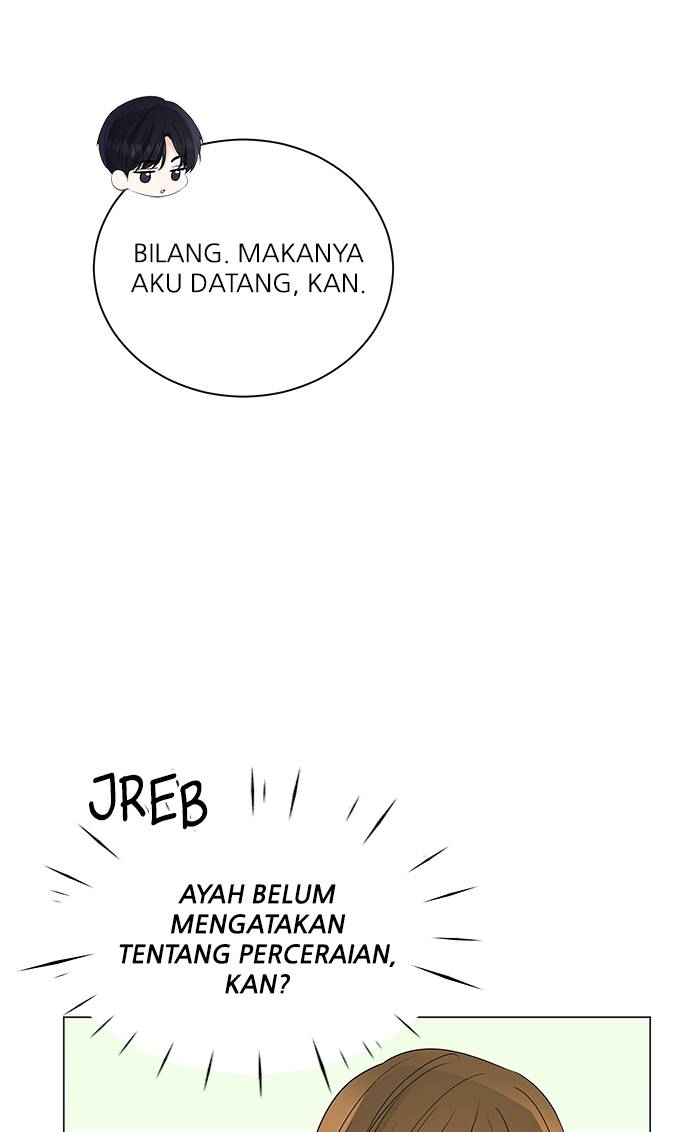 BILANG. MAKANYA
AKU DATANG, KAN.
JREB
AYAH BELUM
MENGATAKAN
TENTANG PERCERAIAN,
KAN?